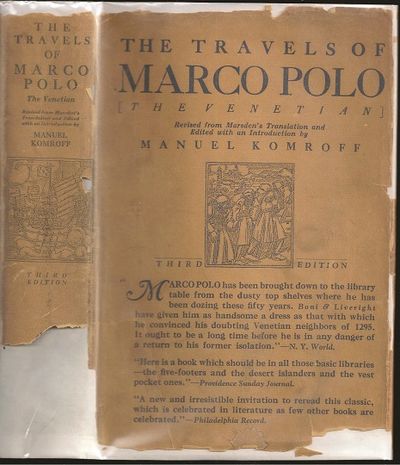 THE
TRAVELS
OF
MARCO
POLO
The Venetian
Revised from Marsden's
Translation and Edited
with an Introduction by
MANUEL
KOMROFF
THIRD
EDITION
THE TRAVELS OF
MARCO POLO
[THE VENETIAN]
Revised from Marsden's Translation and
Edited with an Introduction by
MANUEL KOMROFF
THIRD EDITION
"MARCO POLO has been brought down to the library
table from the dusty top shelves where he has
been dozing these fifty years. Boni & Liveright
have given him as handsome a dress as that with which
he convinced his doubting Venetian neighbors of 1295.
It ought to be a long time before he is in any danger of
a return to his former isolation."—N. Y. World.
"Here is a book which should be in all those basic libraries
—the five-footers and the desert islanders and the vest
pocket ones."—Providence Sunday Journal.
"A new and irresistible invitation to reread this classic,
which is celebrated in literature as few other books are
celebrated."—Philadelphia Record.